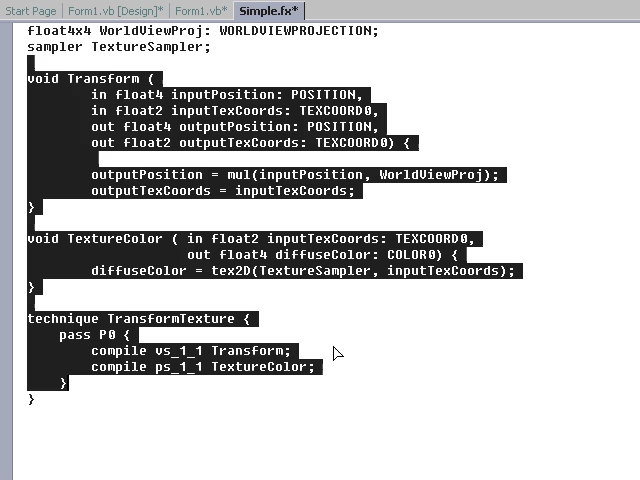 Start Page Form1.vb [Design]* Form1.vb* Simple.fx*
float4x4 WorldViewProj: WORLDVIEWPROJECTION;
sampler TextureSampler;
void Transform (
in float4 inputPosition: POSITION,
in float2 inputTexCoords: TEXCOORD0,
out float4 outputPosition: POSITION,
out float2 outputTexCoords: TEXCOORD0) {
outputPosition = mul(inputPosition, WorldViewProj);
outputTexCoords = inputTexCoords;
}
void TextureColor ( in float2 inputTexCoords: TEXCOORD0,
out float4 diffuseColor: COLOR0) {
diffuseColor = tex2D(TextureSampler, inputTexCoords);
}
technique TransformTexture {
pass P0 {
compile vs_1_1 Transform;
compile ps_1_1 TextureColor;
}
}